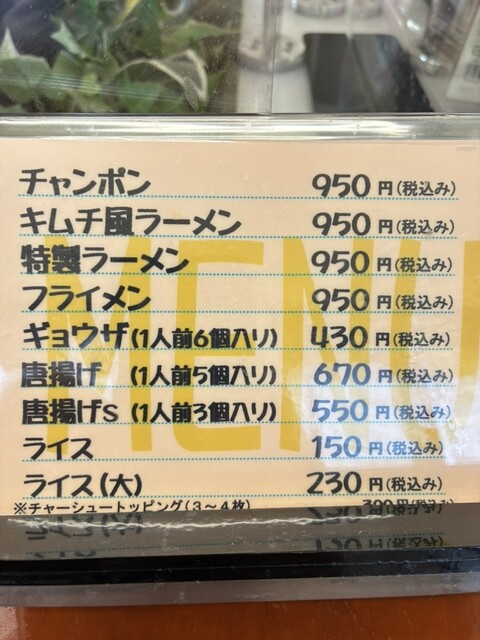 MENU
チャンポン 950円(税込み)
キムチ風ラーメン 950円(税込み)
特製ラーメン 950円(税込み)
フライメン 950円(税込み)
ギョウザ(1人前6個入り) 430円(税込み)
唐揚げ (1人前5個入り) 670円(税込み)
唐揚げs (1人前3個入り) 550円(税込み)
ライス 150円(税込み)
ライス(大) 230円(税込み)
※チャーシュートッピング(3〜4枚) 円(税込み)